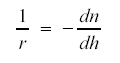 1/r = − dn/dh